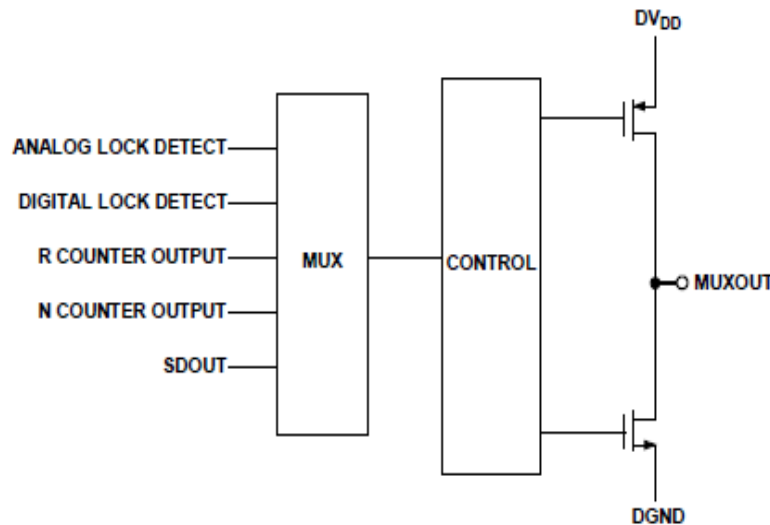 DVDD
ANALOG LOCK DETECT
DIGITAL LOCK DETECT
R COUNTER OUTPUT
MUX
CONTROL
MUXOUT
N COUNTER OUTPUT
SDOUT
DGND